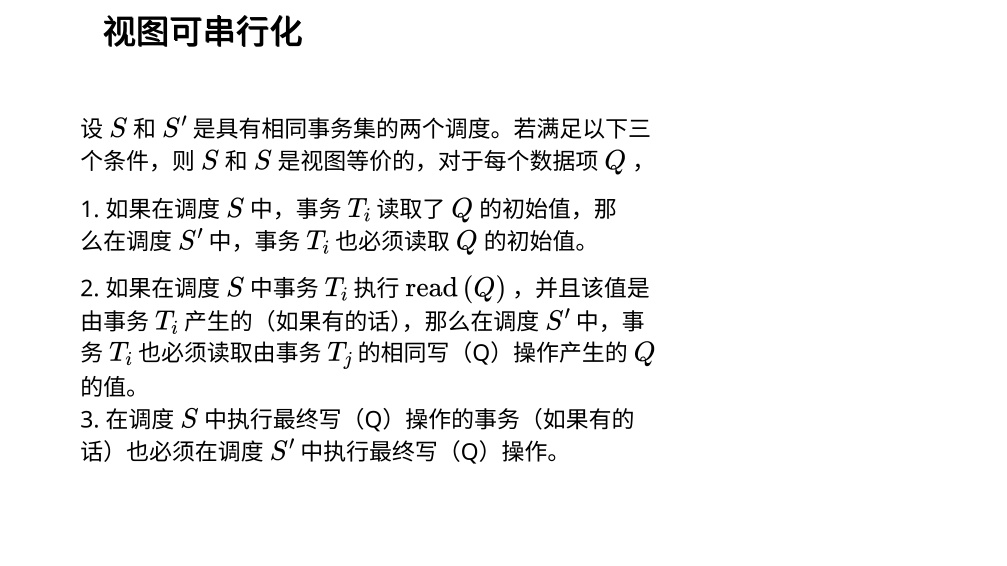 视图可串行化
设 S 和 S′ 是具有相同事务集的两个调度。若满足以下三
个条件，则 S 和 S 是视图等价的，对于每个数据项 Q ，
1. 如果在调度 S 中，事务 Tᵢ 读取了 Q 的初始值，那
么在调度 S′ 中，事务 Tᵢ 也必须读取 Q 的初始值。
2. 如果在调度 S 中事务 Tᵢ 执行 read (Q) ，并且该值是
由事务 Tᵢ 产生的（如果有的话），那么在调度 S′ 中，事
务 Tᵢ 也必须读取由事务 Tⱼ 的相同写（Q）操作产生的 Q
的值。
3. 在调度 S 中执行最终写（Q）操作的事务（如果有的
话）也必须在调度 S′ 中执行最终写（Q）操作。